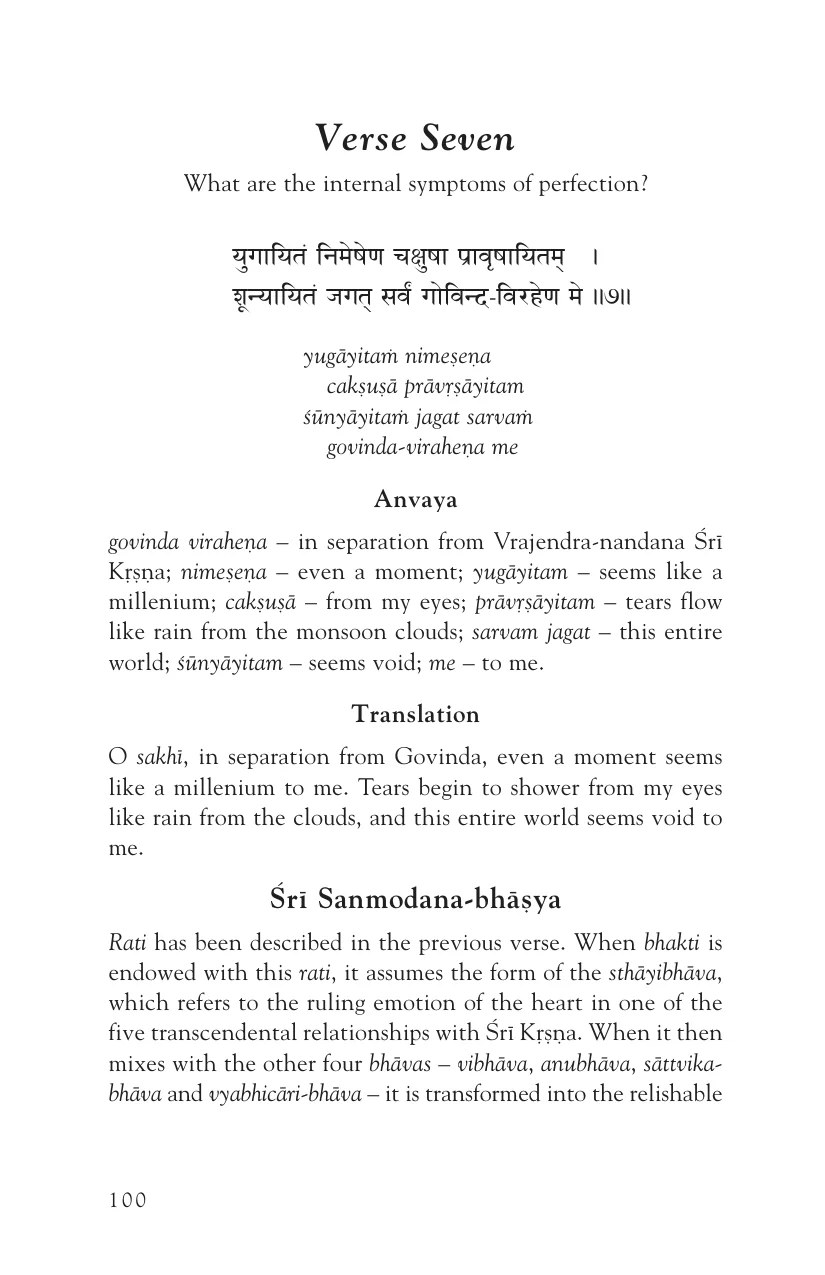 Verse Seven
What are the internal symptoms of perfection?
युगायितं निमेषेण चक्षुषा प्रावृषायितम् ।
शून्यायितं जगत् सर्वं गोविन्द-विरहेण मे ॥७॥
yugāyitaṁ nimeṣeṇa
cakṣuṣā prāvṛṣāyitam
śūnyāyitaṁ jagat sarvaṁ
govinda-viraheṇa me
Anvaya
govinda viraheṇa – in separation from Vrajendra-nandana Śrī
Kṛṣṇa; nimeṣeṇa – even a moment; yugāyitam – seems like a
millenium; cakṣuṣā – from my eyes; prāvṛṣāyitam – tears flow
like rain from the monsoon clouds; sarvam jagat – this entire
world; śūnyāyitam – seems void; me – to me.
Translation
O sakhī, in separation from Govinda, even a moment seems
like a millenium to me. Tears begin to shower from my eyes
like rain from the clouds, and this entire world seems void to
me.
Śrī Sanmodana-bhāṣya
Rati has been described in the previous verse. When bhakti is
endowed with this rati, it assumes the form of the sthāyibhāva,
which refers to the ruling emotion of the heart in one of the
five transcendental relationships with Śrī Kṛṣṇa. When it then
mixes with the other four bhāvas – vibhāva, anubhāva, sāttvika-
bhāva and vyabhicāri-bhāva – it is transformed into the relishable
100